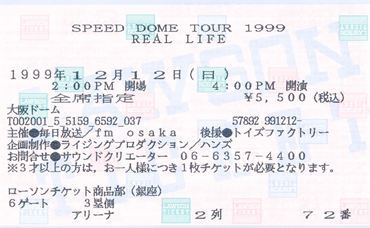 SPEED DOME TOUR 1999
REAL LIFE
1999年12月12日(日)
2:00PM 開場 4:00PM 開演
全席指定 ¥5,500(税込)
大阪ドーム
T002001_5_5159_6592_037 57892 991212-
主催●毎日放送/fm osaka 後援●トイズファクトリー
企画制作●ライジングプロダクション/ハンズ
お問合せ●サウンドクリエーター 06-6357-4400
※3才以上の方は、お一人様につき1枚チケットが必要となります。
ローソンチケット商品部(銀座)
6ゲート 3塁側
アリーナ 2列 72番